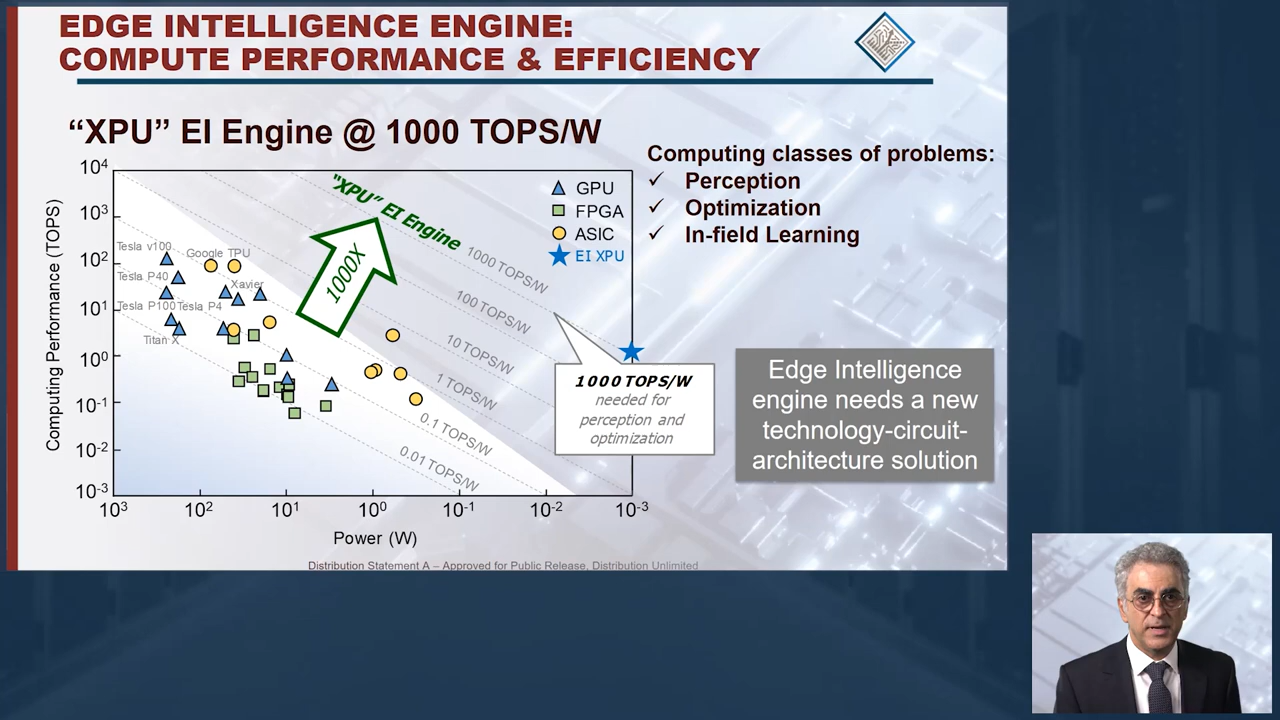 EDGE INTELLIGENCE ENGINE:
COMPUTE PERFORMANCE & EFFICIENCY
“XPU” EI Engine @ 1000 TOPS/W
Computing classes of problems:
✓ Perception
✓ Optimization
✓ In-field Learning
Computing Performance (TOPS)
10⁴
10³
10²
10¹
10⁰
10⁻¹
10⁻²
10⁻³
"XPU" EI Engine
1000X
GPU
FPGA
ASIC
EI XPU
Tesla v100
Google TPU
Tesla P40
Xavier
Tesla P100
Tesla P4
Titan X
1000 TOPS/W
100 TOPS/W
10 TOPS/W
1 TOPS/W
0.1 TOPS/W
0.01 TOPS/W
1000 TOPS/W
needed for
perception and
optimization
10³ 10² 10¹ 10⁰ 10⁻¹ 10⁻² 10⁻³
Power (W)
Edge Intelligence
engine needs a new
technology-circuit-
architecture solution
Distribution Statement A – Approved for Public Release, Distribution Unlimited